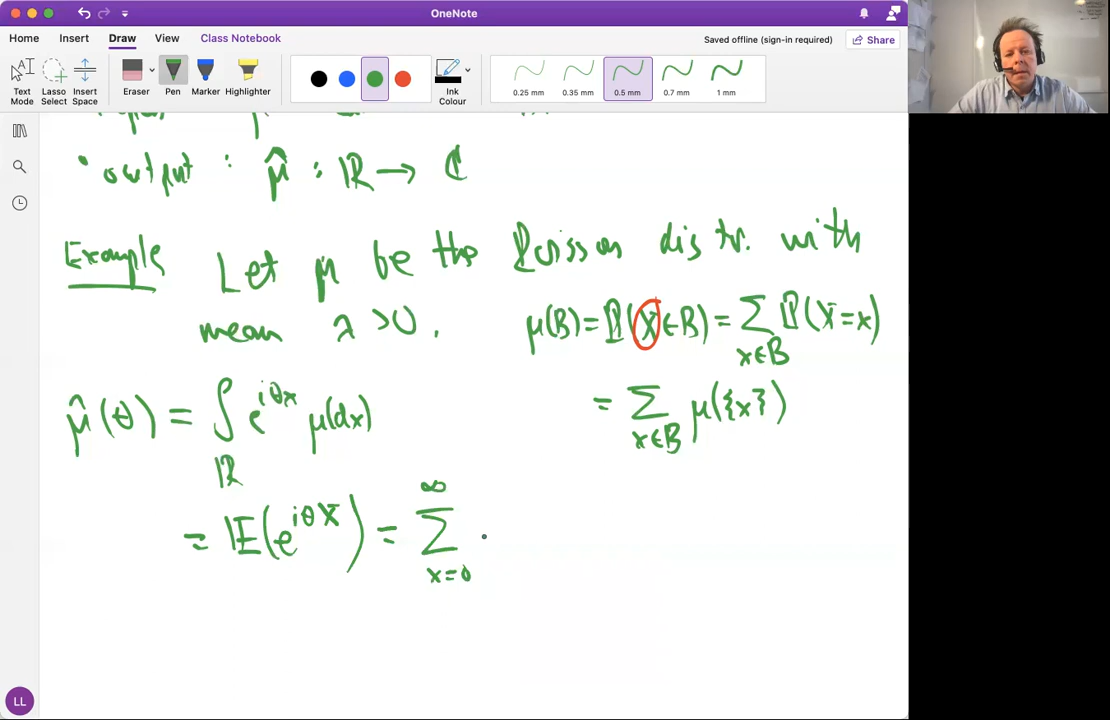 OneNote
Home Insert Draw View Class Notebook
Saved offline (sign-in required)
Share
Text Mode
Lasso Select
Insert Space
Eraser
Pen
Marker
Highlighter
Ink Colour
0.25 mm
0.35 mm
0.5 mm
0.7 mm
1 mm
• output : μ̂ : ℝ → ℂ
Example Let μ be the Poisson distr. with
mean λ > 0.
μ(B) = ℙ(X ∈ B) = ∑_{x∈B} ℙ(X = x)
= ∑_{x∈B} μ({x})
μ̂(θ) = ∫_ℝ e^{iθx} μ(dx)
= 𝔼(e^{iθX}) = ∑_{x=0}^{∞}
LL